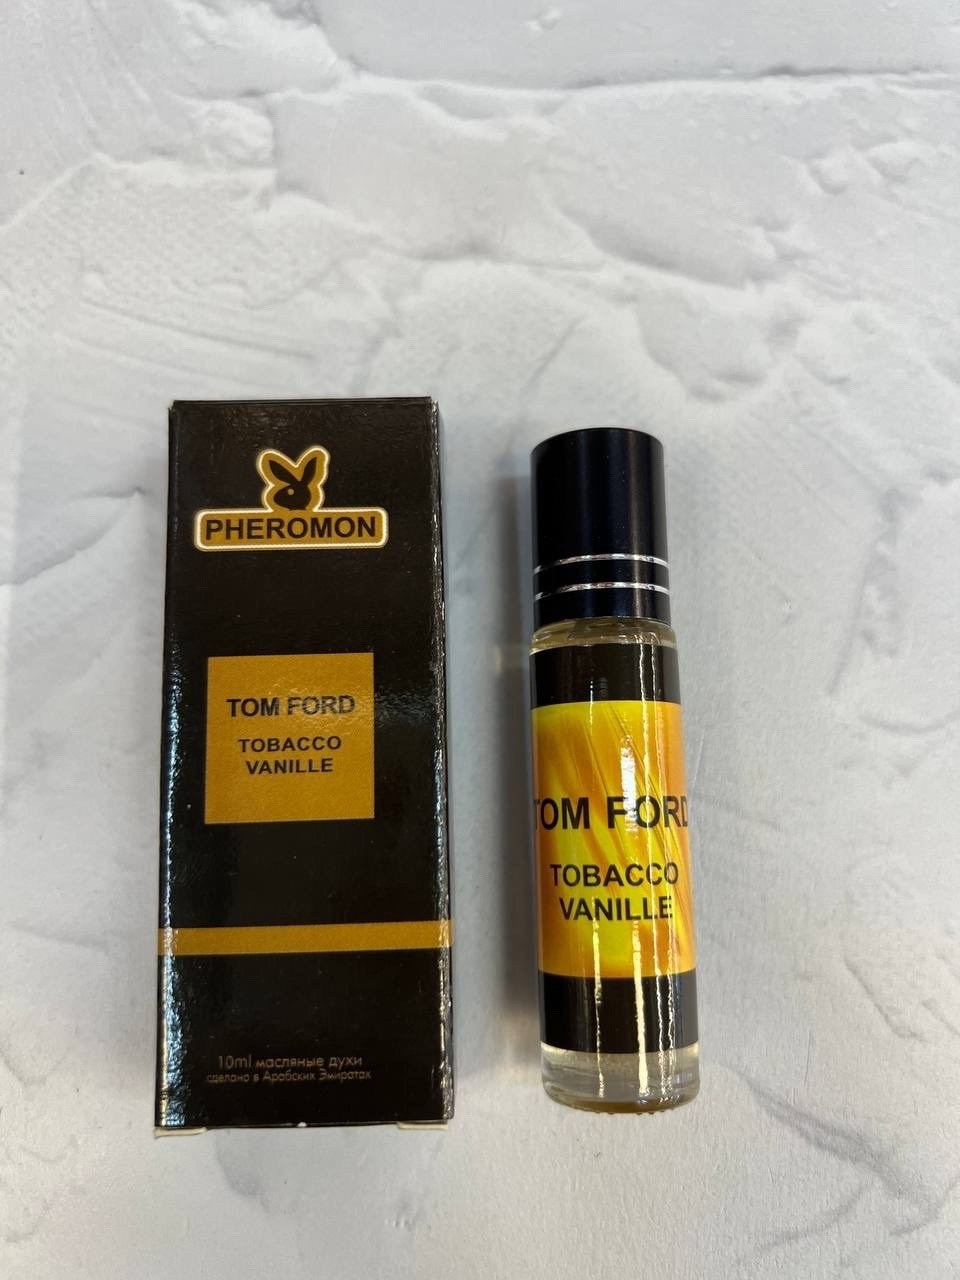 PHEROMON
TOM FORD
TOBACCO
VANILLE
10ml масляные духи
сделано в Арабских Эмиратах
TOM FORD
TOBACCO
VANILLE